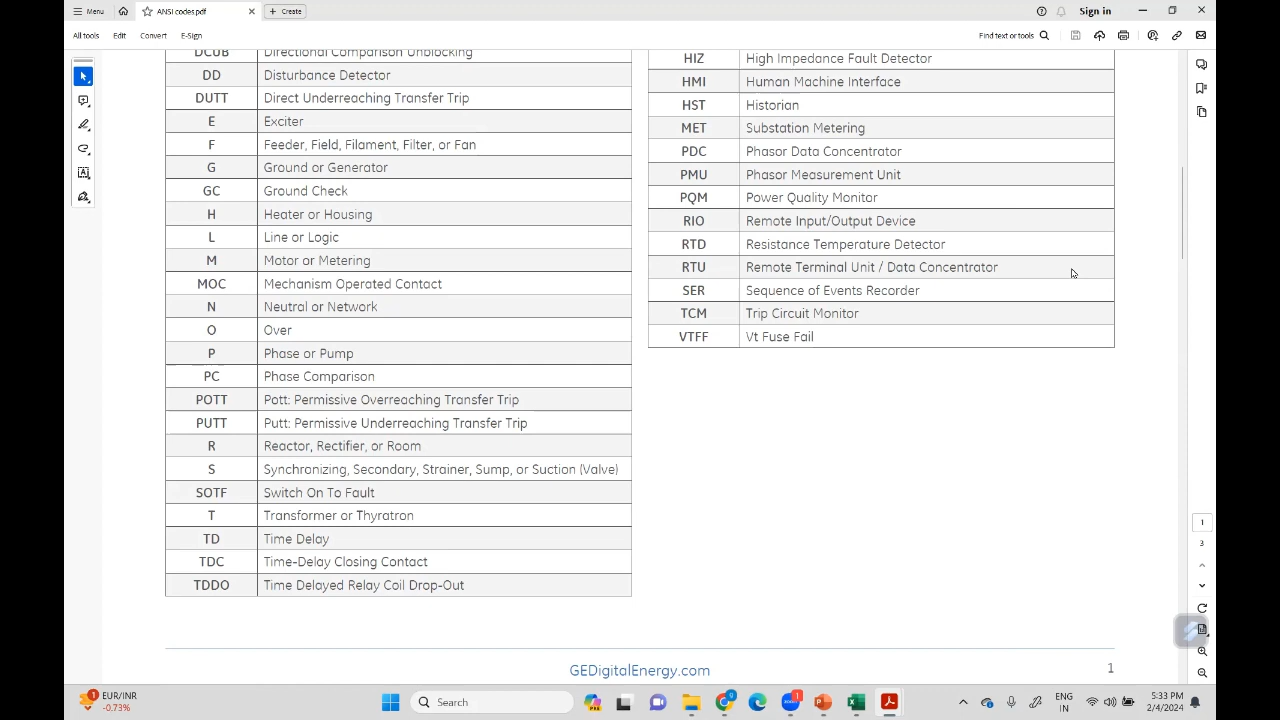 Menu
ANSI codes.pdf
Create
Sign in
All tools
Edit
Convert
E-Sign
Find text or tools
DCUB Directional Comparison Unblocking
DD Disturbance Detector
DUTT Direct Underreaching Transfer Trip
E Exciter
F Feeder, Field, Filament, Filter, or Fan
G Ground or Generator
GC Ground Check
H Heater or Housing
L Line or Logic
M Motor or Metering
MOC Mechanism Operated Contact
N Neutral or Network
O Over
P Phase or Pump
PC Phase Comparison
POTT Pott: Permissive Overreaching Transfer Trip
PUTT Putt: Permissive Underreaching Transfer Trip
R Reactor, Rectifier, or Room
S Synchronizing, Secondary, Strainer, Sump, or Suction (Valve)
SOTF Switch On To Fault
T Transformer or Thyratron
TD Time Delay
TDC Time-Delay Closing Contact
TDDO Time Delayed Relay Coil Drop-Out
HIZ High Impedance Fault Detector
HMI Human Machine Interface
HST Historian
MET Substation Metering
PDC Phasor Data Concentrator
PMU Phasor Measurement Unit
PQM Power Quality Monitor
RIO Remote Input/Output Device
RTD Resistance Temperature Detector
RTU Remote Terminal Unit / Data Concentrator
SER Sequence of Events Recorder
TCM Trip Circuit Monitor
VTFF Vt Fuse Fail
1
3
GEDigitalEnergy.com
1
1
EUR/INR
-0.73%
Search
ENG
IN
5:33 PM
2/4/2024